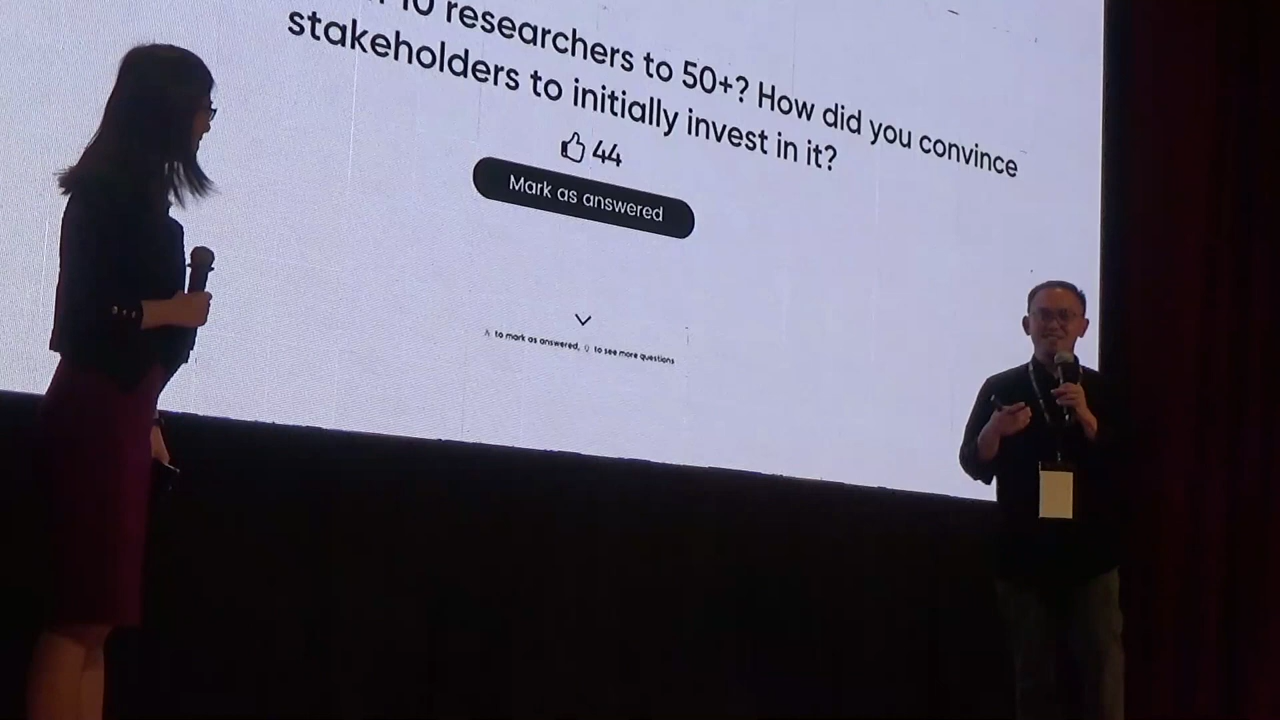 10 researchers to 50+? How did you convince
stakeholders to initially invest in it?
44
Mark as answered
to mark as answered, to see more questions